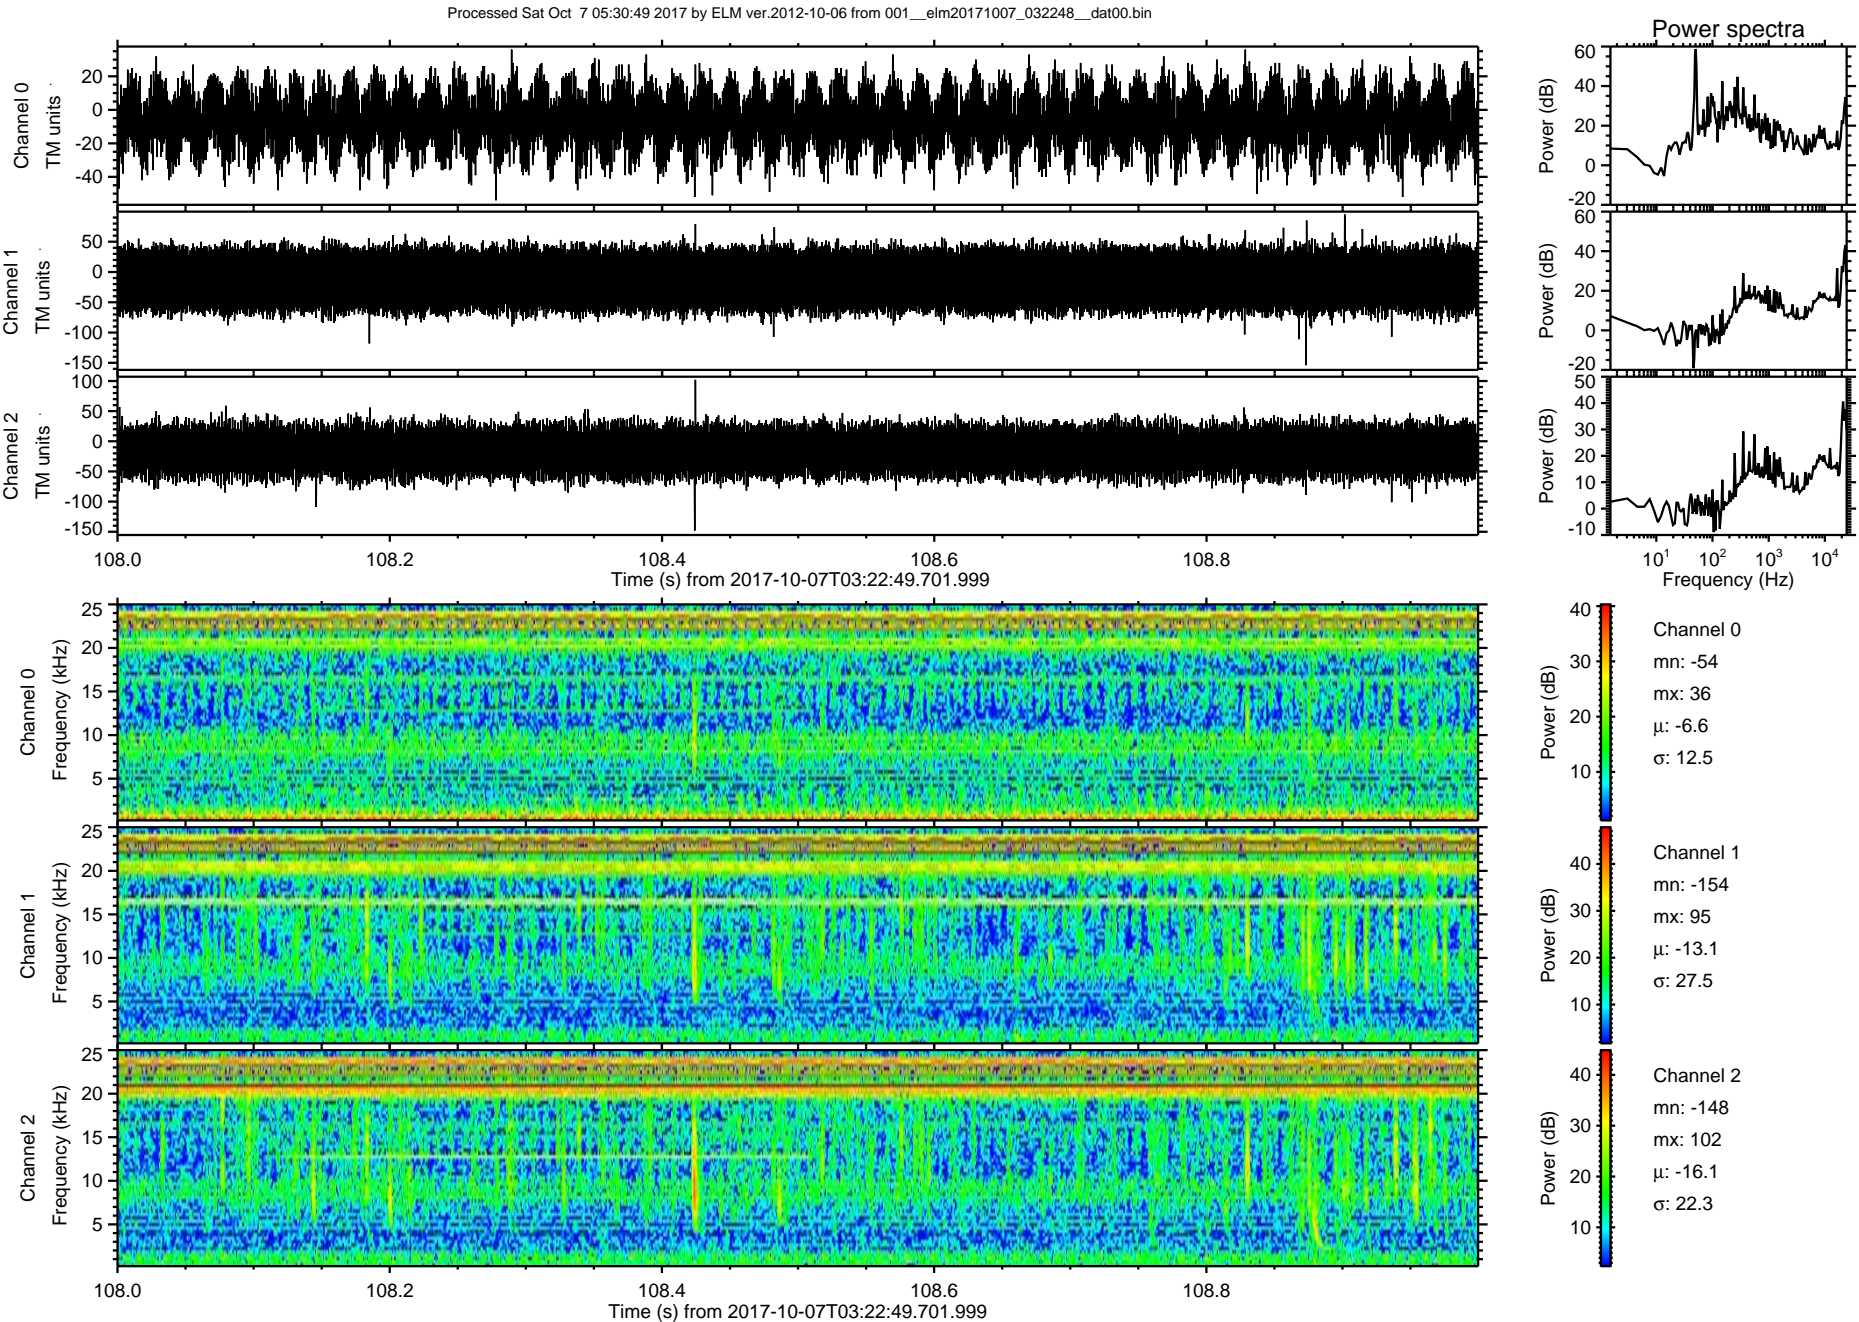 Processed Sat Oct 7 05:30:49 2017 by ELM ver.2012-10-06 from 001__elm20171007_032248__dat00.bin
Power spectra
Channel 0
TM units
20
0
-20
-40
Power (dB)
60
40
20
0
-20
Channel 1
TM units
50
0
-50
-100
-150
Power (dB)
60
40
20
0
-20
Channel 2
TM units
100
50
0
-50
-100
-150
Power (dB)
50
40
30
20
10
0
-10
108.0 108.2 108.4 108.6 108.8
Time (s) from 2017-10-07T03:22:49.701.999
10¹ 10² 10³ 10⁴
Frequency (Hz)
Channel 0
Frequency (kHz)
25
20
15
10
5
Power (dB)
40
30
20
10
Channel 0
mn: -54
mx: 36
μ: -6.6
σ: 12.5
Channel 1
Frequency (kHz)
25
20
15
10
5
Power (dB)
40
30
20
10
Channel 1
mn: -154
mx: 95
μ: -13.1
σ: 27.5
Channel 2
Frequency (kHz)
25
20
15
10
5
Power (dB)
40
30
20
10
Channel 2
mn: -148
mx: 102
μ: -16.1
σ: 22.3
108.0 108.2 108.4 108.6 108.8
Time (s) from 2017-10-07T03:22:49.701.999